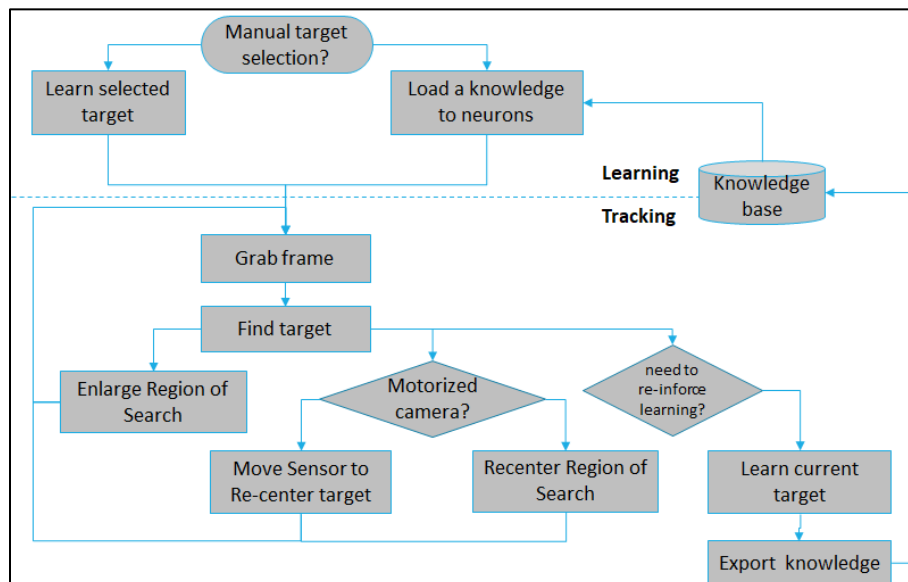 Manual target
selection?
Learn selected
target
Load a knowledge
to neurons
Learning
Knowledge
base
Tracking
Grab frame
Find target
Enlarge Region of
Search
Motorized
camera?
need to
re-inforce
learning?
Move Sensor to
Re-center target
Recenter Region of
Search
Learn current
target
Export knowledge